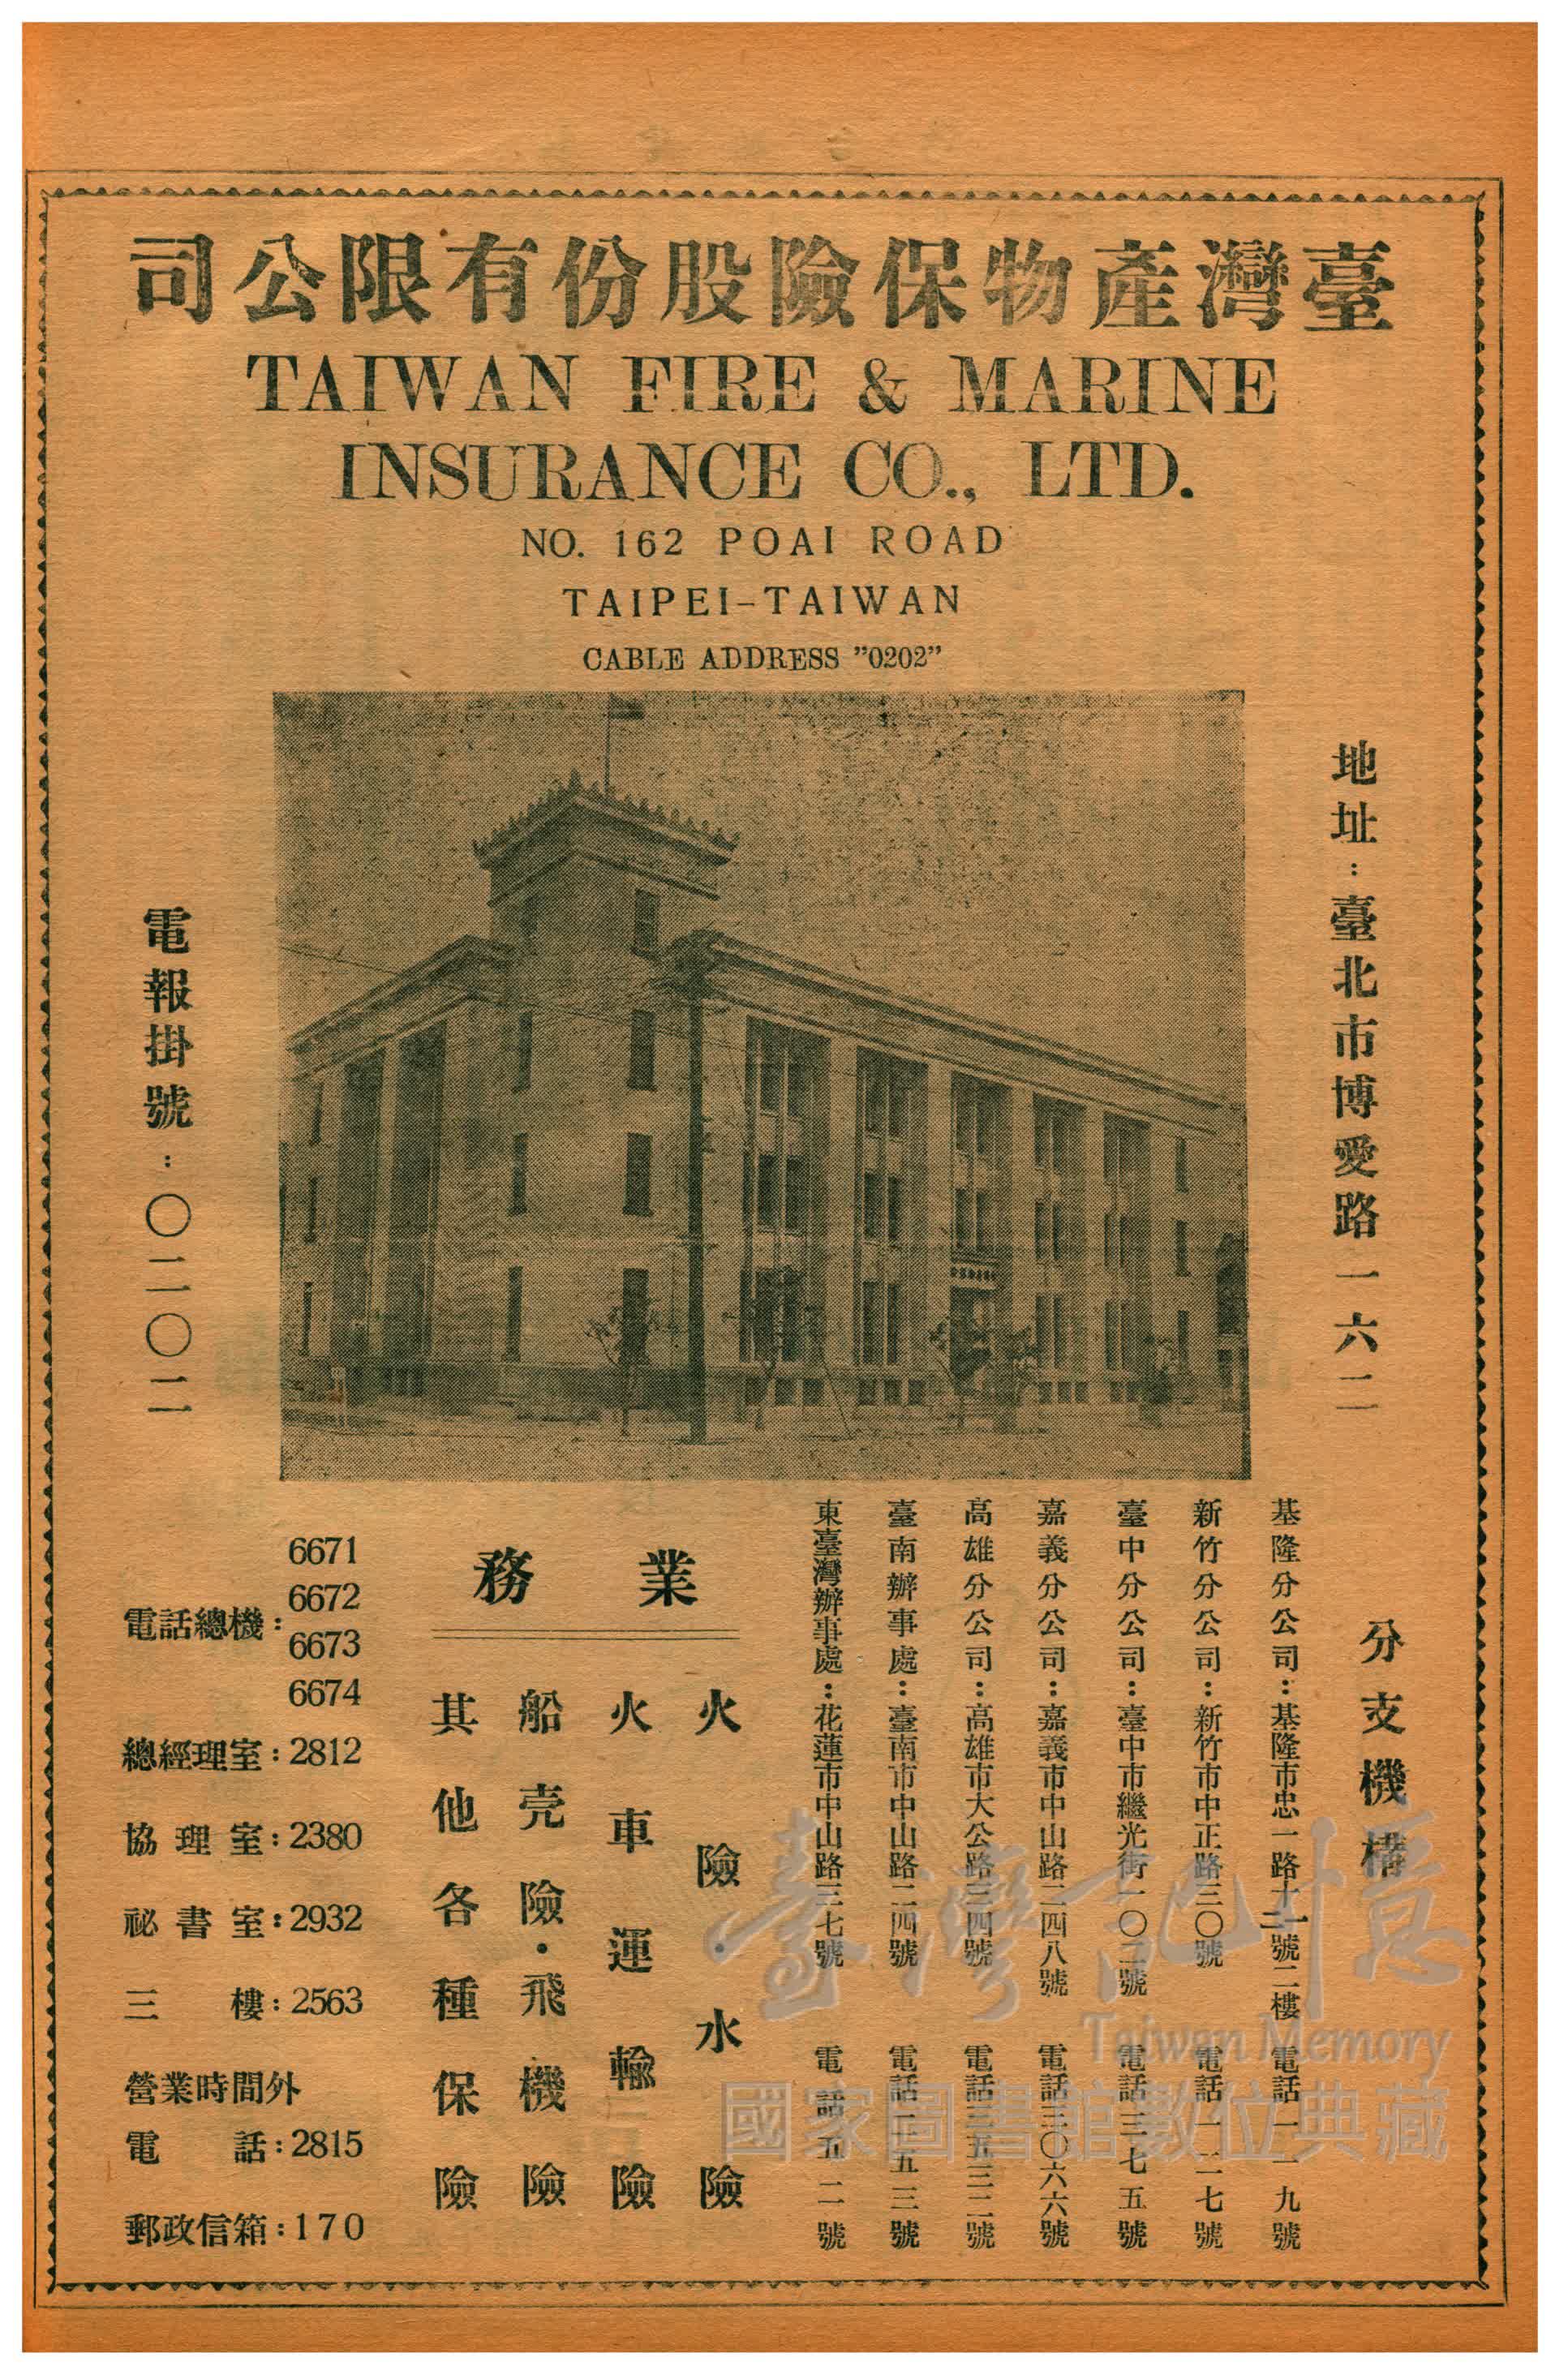 臺灣產物保險股份有限公司
TAIWAN FIRE & MARINE
INSURANCE CO., LTD.
NO. 162 POAI ROAD
TAIPEI-TAIWAN
CABLE ADDRESS "0202"
地址：臺北市博愛路一六二
電報掛號：〇二〇二
分支機構
基隆分公司：基隆市忠一路十二號二樓 電話一一九號
新竹分公司：新竹市中正路三〇號 電話一二七號
臺中分公司：臺中市繼光街一〇二號 電話三七五號
嘉義分公司：嘉義市中山路二四八號 電話三〇六六號
高雄分公司：高雄市大公路三四號 電話三五三二號
臺南辦事處：臺南市中山路二四號 電話二五三號
東臺灣辦事處：花蓮市中山路三七號 電話五二號
業務
火險・水險
火車運輸險
船壳險・飛機險
其他各種保險
電話總機：6671
6672
6673
6674
總經理室：2812
協理室：2380
祕書室：2932
三樓：2563
營業時間外
電話：2815
郵政信箱：170
臺灣記憶
Taiwan Memory
國家圖書館數位典藏